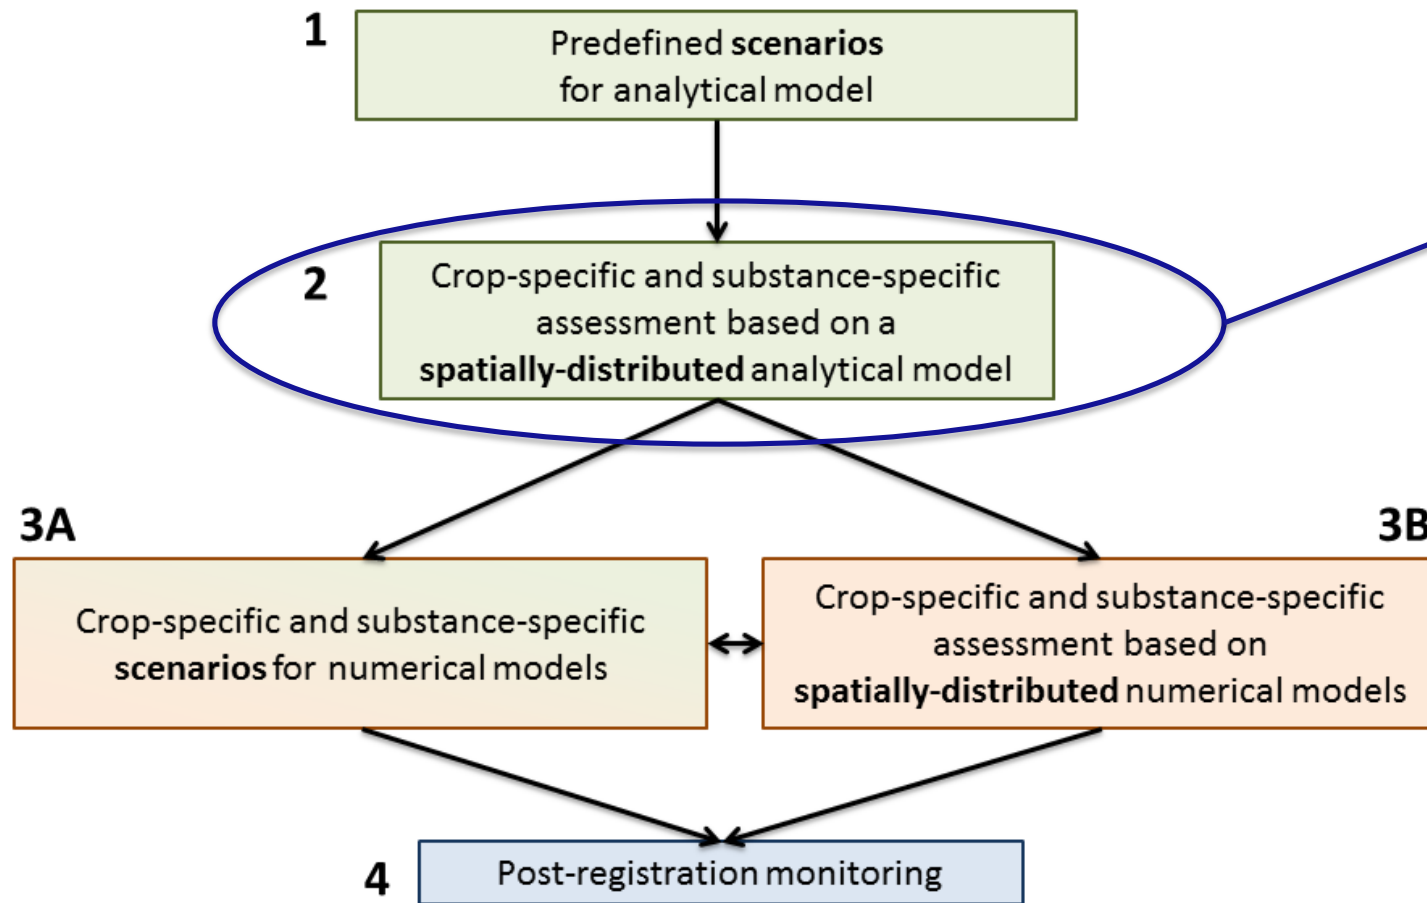 1
Predefined scenarios
for analytical model
2
Crop-specific and substance-specific
assessment based on a
spatially-distributed analytical model
3A
3B
Crop-specific and substance-specific
scenarios for numerical models
Crop-specific and substance-specific
assessment based on
spatially-distributed numerical models
4
Post-registration monitoring